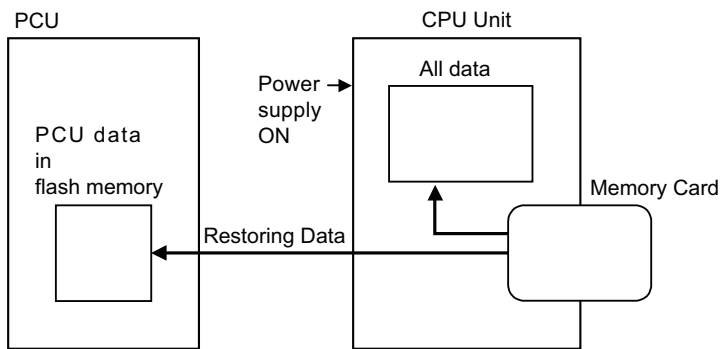 PCU
CPU Unit
All data
Power
supply
ON
PCU data
in
flash memory
Memory Card
Restoring Data